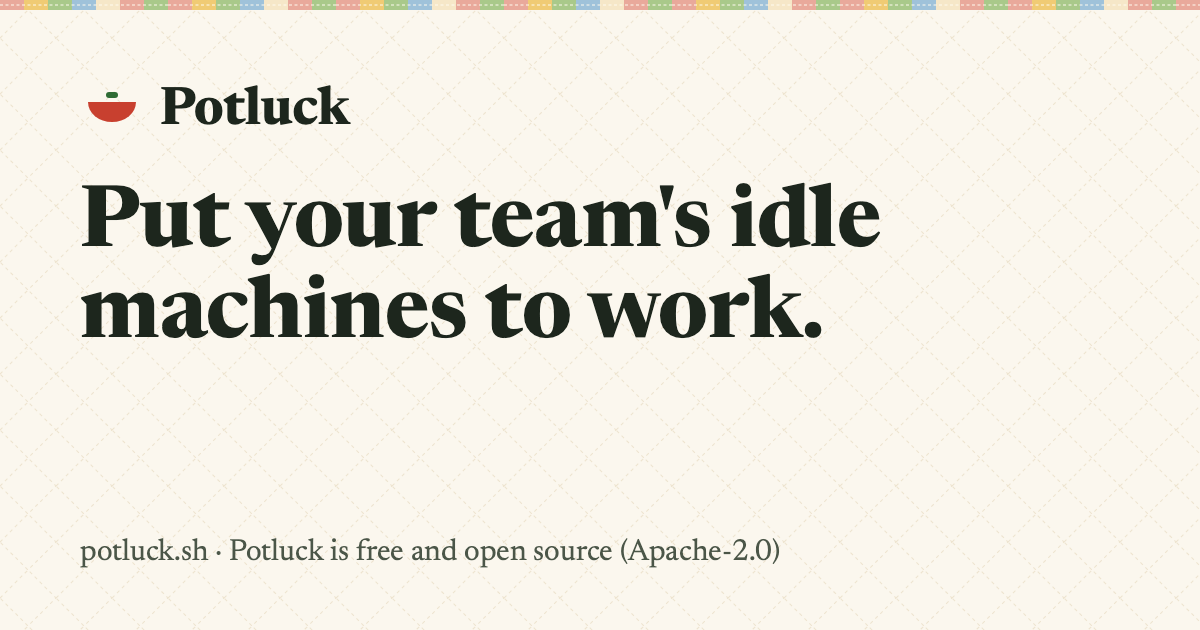 Potluck
Put your team's idle
machines to work.
potluck.sh · Potluck is free and open source (Apache-2.0)